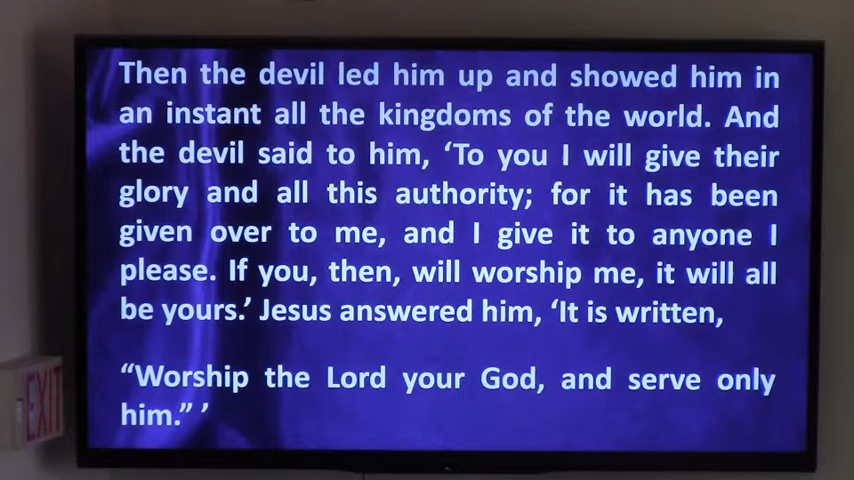 Then the devil led him up and showed him in
an instant all the kingdoms of the world. And
the devil said to him, ‘To you I will give their
glory and all this authority; for it has been
given over to me, and I give it to anyone I
please. If you, then, will worship me, it will all
be yours.’ Jesus answered him, ‘It is written,
“Worship the Lord your God, and serve only
him.” ’
EXIT